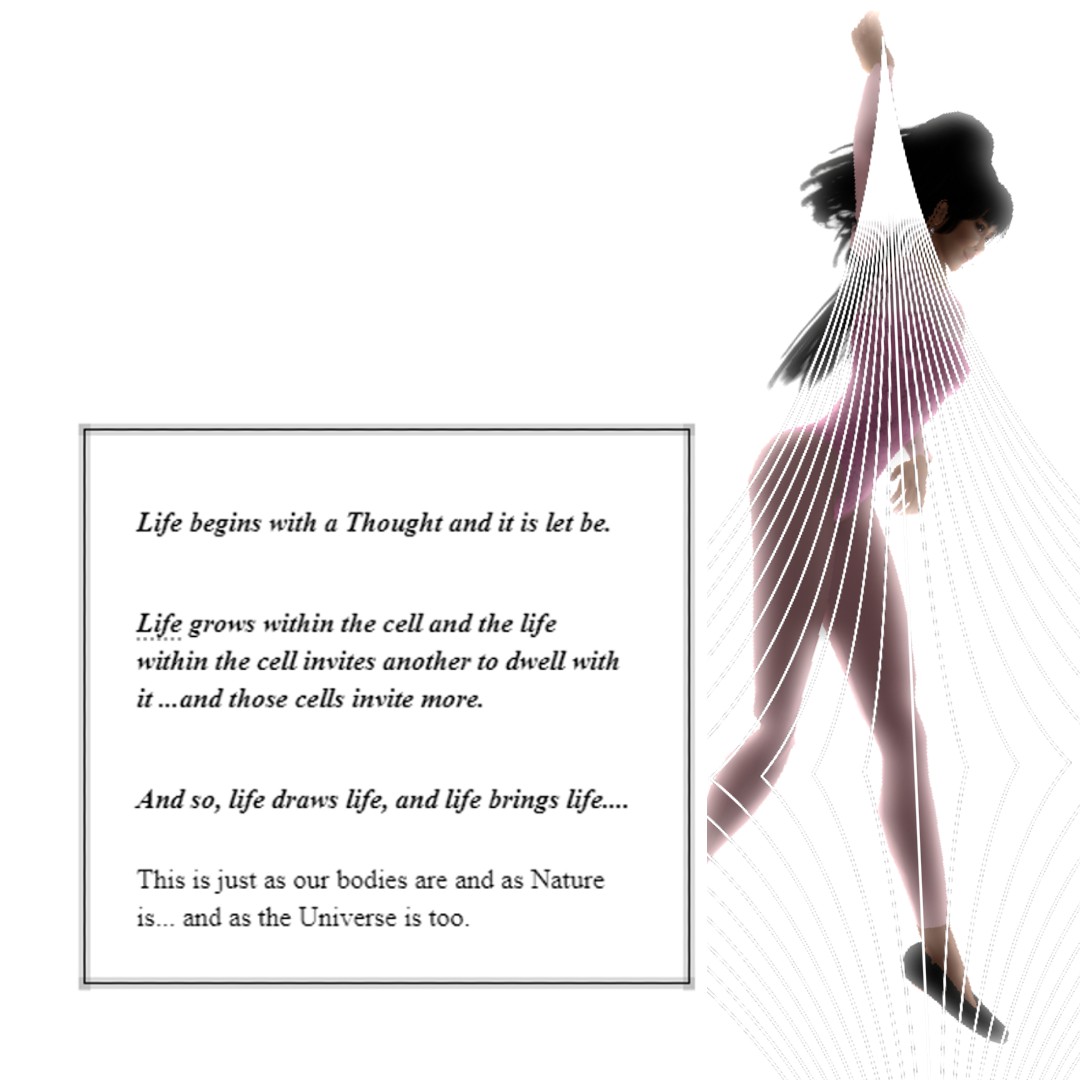 Life begins with a Thought and it is let be.
Life grows within the cell and the life
within the cell invites another to dwell with
it ...and those cells invite more.
And so, life draws life, and life brings life....
This is just as our bodies are and as Nature
is... and as the Universe is too.